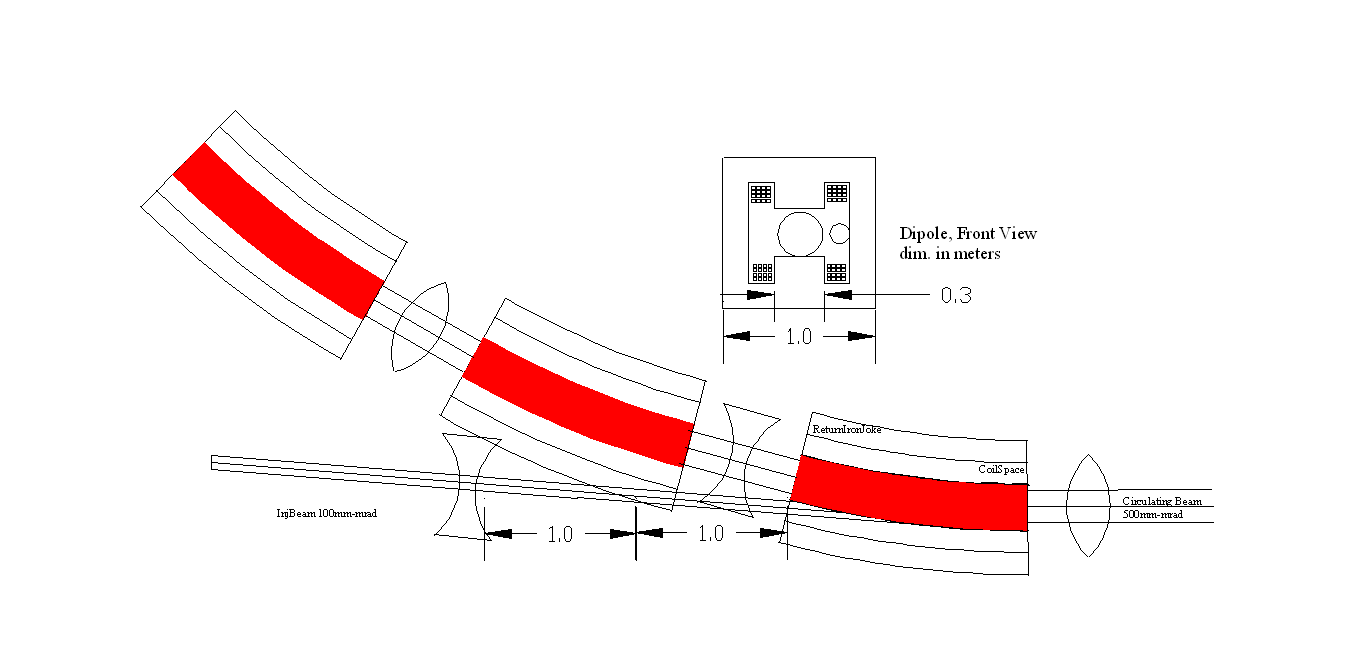 Dipole, Front View
dim. in meters
0.3
1.0
ReturnIronJoke
CoilSpace
Circulating Beam
500mm-mrad
InjBeam 100mm-mrad
1.0
1.0